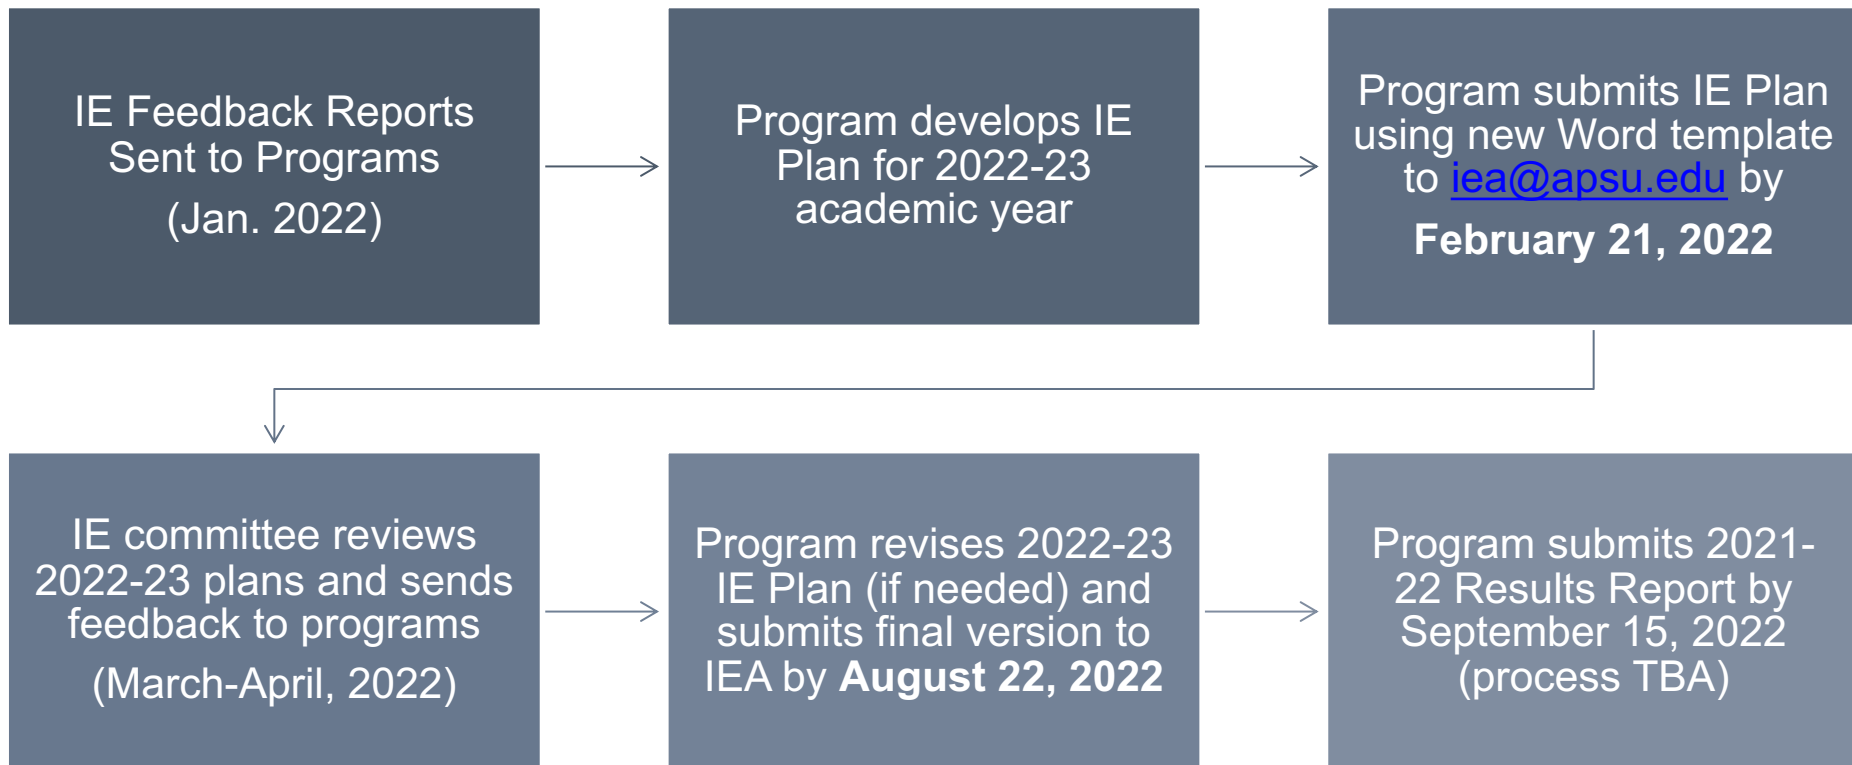 IE Feedback Reports
Sent to Programs
(Jan. 2022)
Program develops IE
Plan for 2022-23
academic year
Program submits IE Plan
using new Word template
to iea@apsu.edu by
February 21, 2022
IE committee reviews
2022-23 plans and sends
feedback to programs
(March-April, 2022)
Program revises 2022-23
IE Plan (if needed) and
submits final version to
IEA by August 22, 2022
Program submits 2021-
22 Results Report by
September 15, 2022
(process TBA)